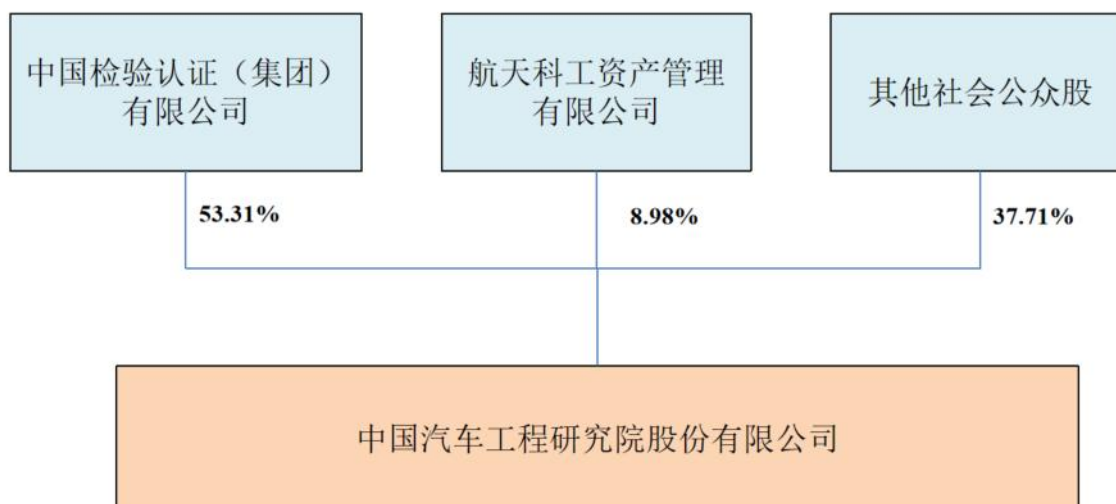 中国检验认证（集团）
有限公司
航天科工资产管理
有限公司
其他社会公众股
53.31%
8.98%
37.71%
中国汽车工程研究院股份有限公司